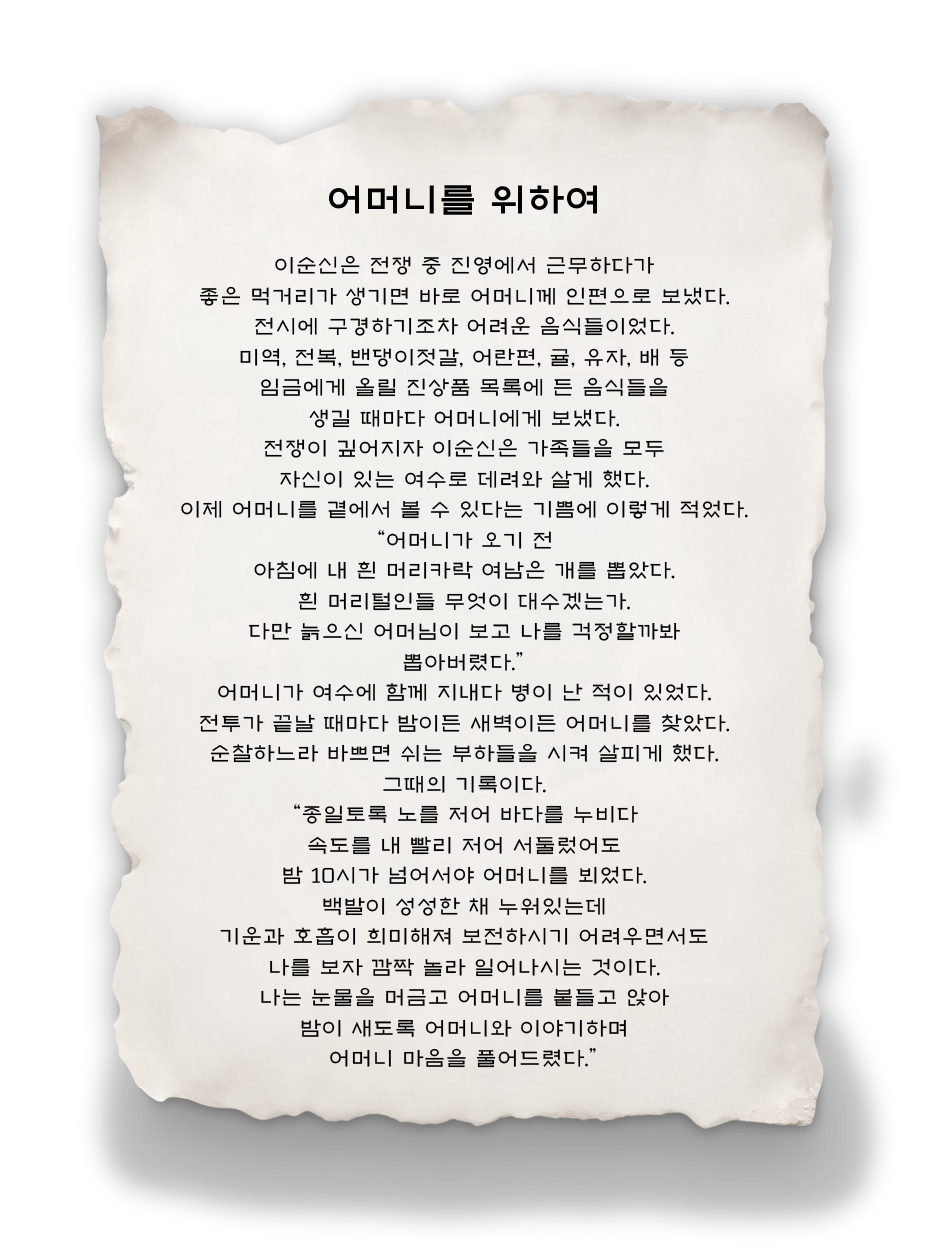 어머니를 위하여
이순신은 전쟁 중 진영에서 근무하다가
좋은 먹거리가 생기면 바로 어머니께 인편으로 보냈다.
전시에 구경하기조차 어려운 음식들이었다.
미역, 전복, 밴댕이젓갈, 어란편, 귤, 유자, 배 등
임금에게 올릴 진상품 목록에 든 음식들을
생길 때마다 어머니에게 보냈다.
전쟁이 깊어지자 이순신은 가족들을 모두
자신이 있는 여수로 데려와 살게 했다.
이제 어머니를 곁에서 볼 수 있다는 기쁨에 이렇게 적었다.
“어머니가 오기 전
아침에 내 흰 머리카락 여남은 개를 뽑았다.
흰 머리털인들 무엇이 대수겠는가.
다만 늙으신 어머님이 보고 나를 걱정할까봐
뽑아버렸다.”
어머니가 여수에 함께 지내다 병이 난 적이 있었다.
전투가 끝날 때마다 밤이든 새벽이든 어머니를 찾았다.
순찰하느라 바쁘면 쉬는 부하들을 시켜 살피게 했다.
그때의 기록이다.
“종일토록 노를 저어 바다를 누비다
속도를 내 빨리 저어 서둘렀어도
밤 10시가 넘어서야 어머니를 뵈었다.
백발이 성성한 채 누워있는데
기운과 호흡이 희미해져 보전하시기 어려우면서도
나를 보자 깜짝 놀라 일어나시는 것이다.
나는 눈물을 머금고 어머니를 붙들고 앉아
밤이 새도록 어머니와 이야기하며
어머니 마음을 풀어드렸다.”